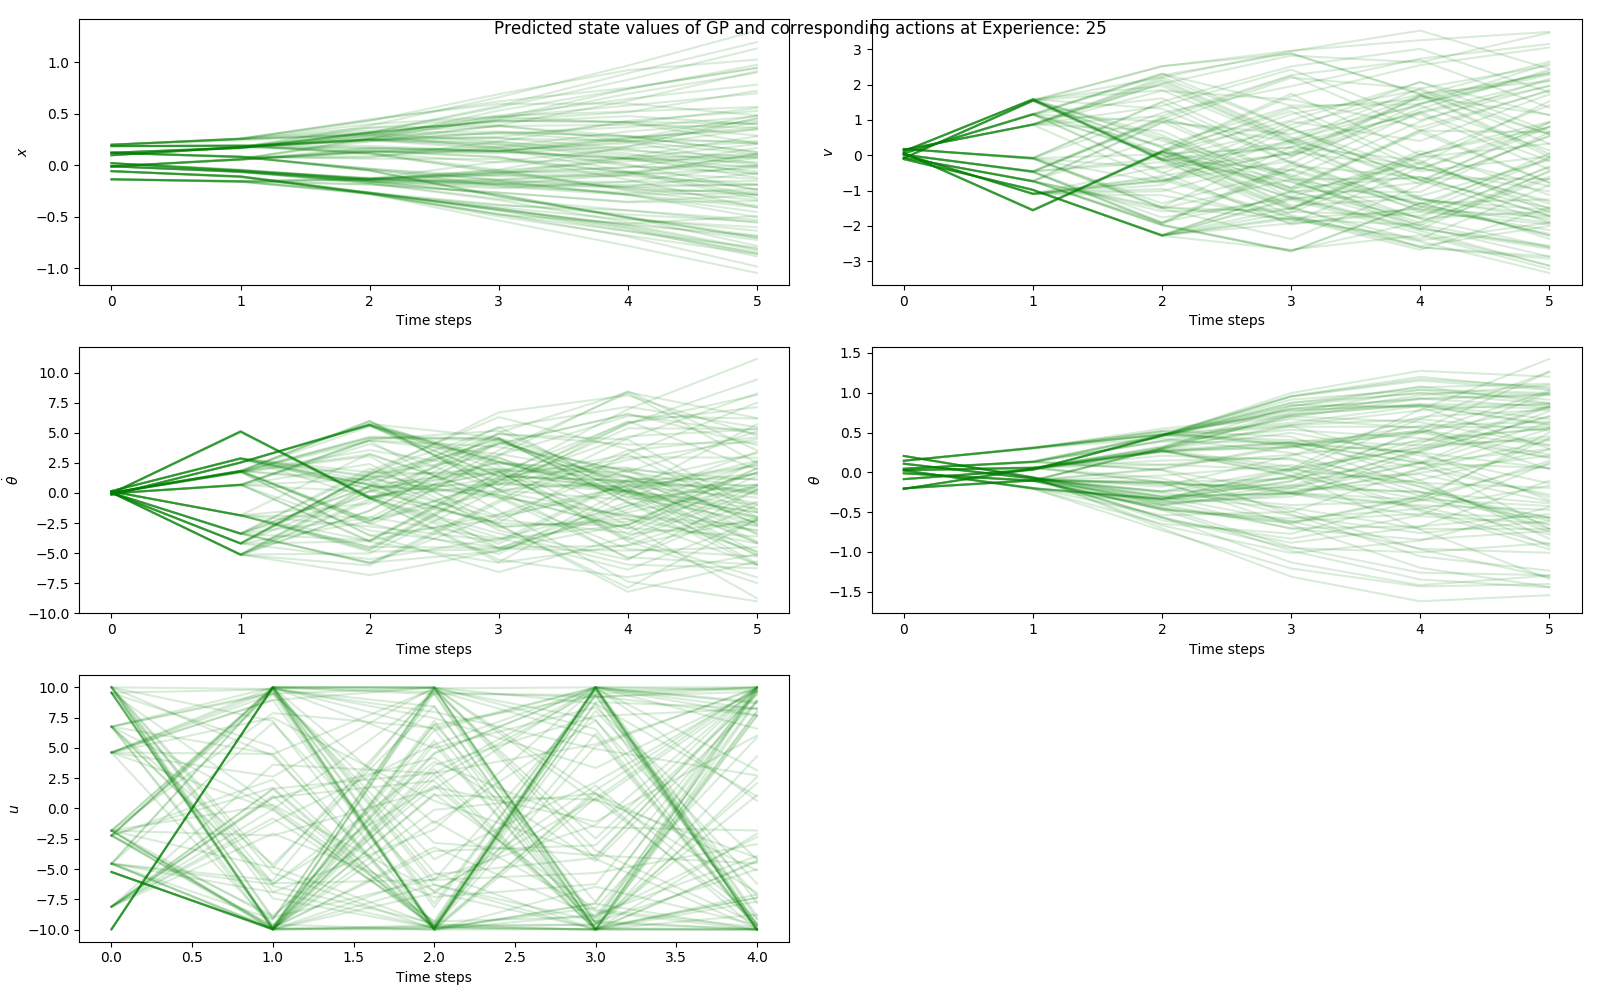 Predicted state values of GP and corresponding actions at Experience: 25
1.0
0.5
0.0
−0.5
−1.0
x
0 1 2 3 4 5
Time steps
3
2
1
0
−1
−2
−3
v
0 1 2 3 4 5
Time steps
10.0
7.5
5.0
2.5
0.0
−2.5
−5.0
−7.5
−10.0
θ̇
0 1 2 3 4 5
Time steps
1.5
1.0
0.5
0.0
−0.5
−1.0
−1.5
θ
0 1 2 3 4 5
Time steps
10.0
7.5
5.0
2.5
0.0
−2.5
−5.0
−7.5
−10.0
u
0.0 0.5 1.0 1.5 2.0 2.5 3.0 3.5 4.0
Time steps